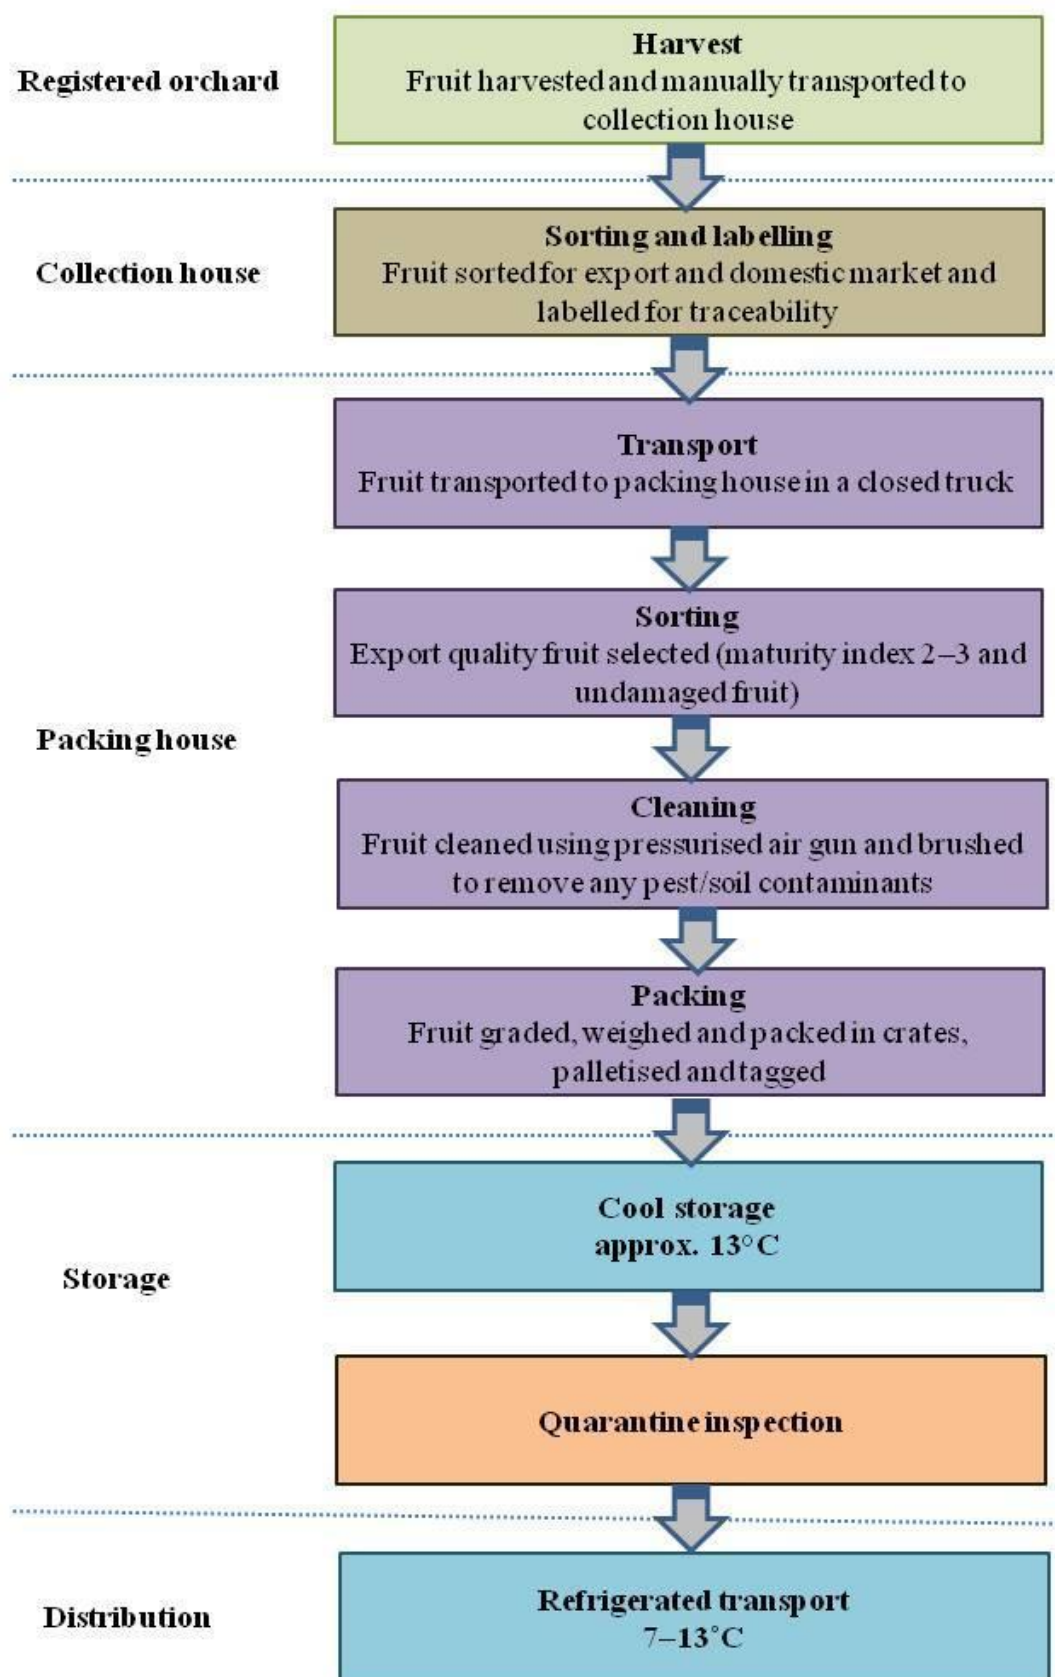 Registered orchard
Harvest
Fruit harvested and manually transported to
collection house
Collection house
Sorting and labelling
Fruit sorted for export and domestic market and
labelled for traceability
Packing house
Transport
Fruit transported to packing house in a closed truck
Sorting
Export quality fruit selected (maturity index 2–3 and
undamaged fruit)
Cleaning
Fruit cleaned using pressurised air gun and brushed
to remove any pest/soil contaminants
Packing
Fruit graded, weighed and packed in crates,
palletised and tagged
Storage
Cool storage
approx. 13°C
Quarantine inspection
Distribution
Refrigerated transport
7–13˚C